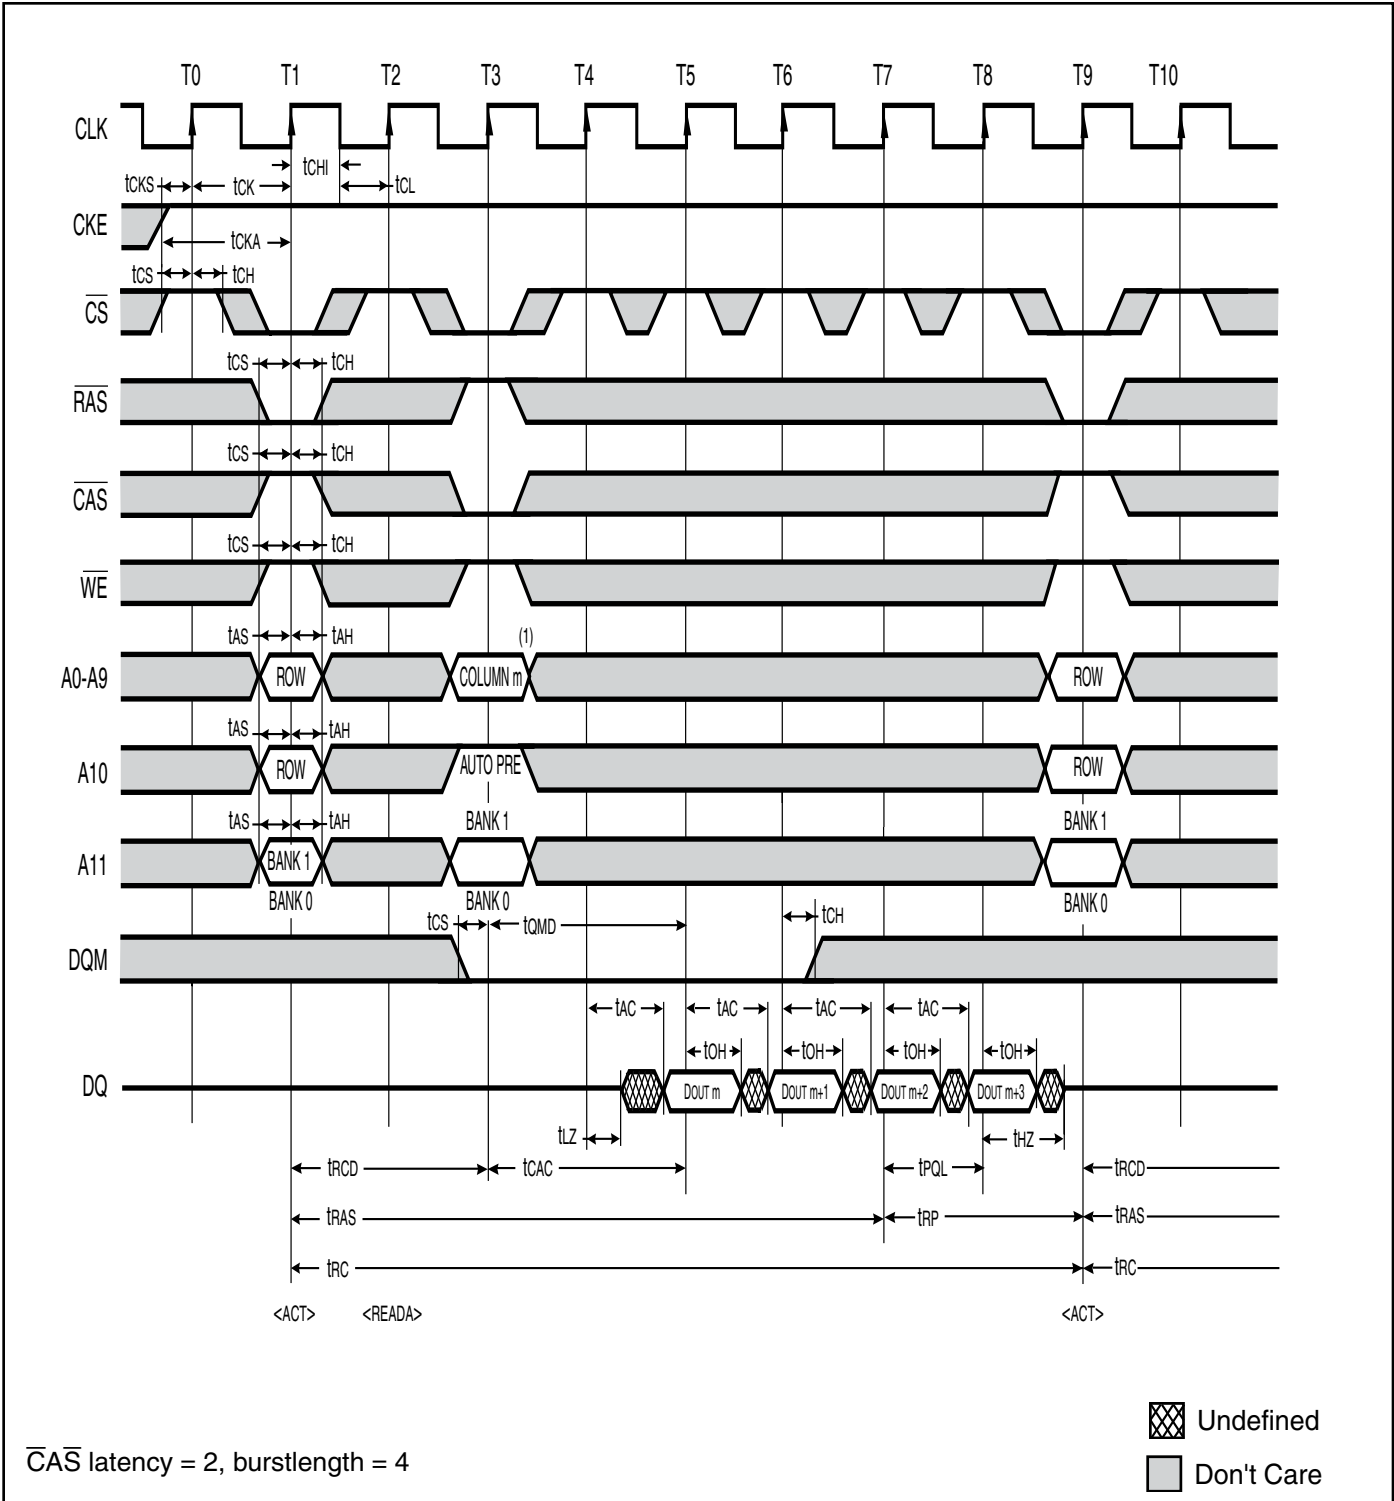 T0 T1 T2 T3 T4 T5 T6 T7 T8 T9 T10
CLK
tCHI
tCKS tCK tCL
CKE
tCKA
tCS tCH
CS
tCS tCH
RAS
tCS tCH
CAS
tCS tCH
WE
tAS tAH (1)
A0-A9 ROW COLUMN m ROW
tAS tAH
A10 ROW AUTO PRE ROW
BANK 1 BANK 1
tAS tAH
A11 BANK 1
BANK 0 BANK 0 BANK 0
tCS tQMD tCH
DQM
tAC tAC tAC tAC
tOH tOH tOH tOH
DQ DOUT m DOUT m+1 DOUT m+2 DOUT m+3
tLZ tHZ
tRCD tCAC tPQL tRCD
tRAS tRP tRAS
tRC tRC
<ACT> <READA> <ACT>
Undefined
CAS latency = 2, burstlength = 4
Don't Care